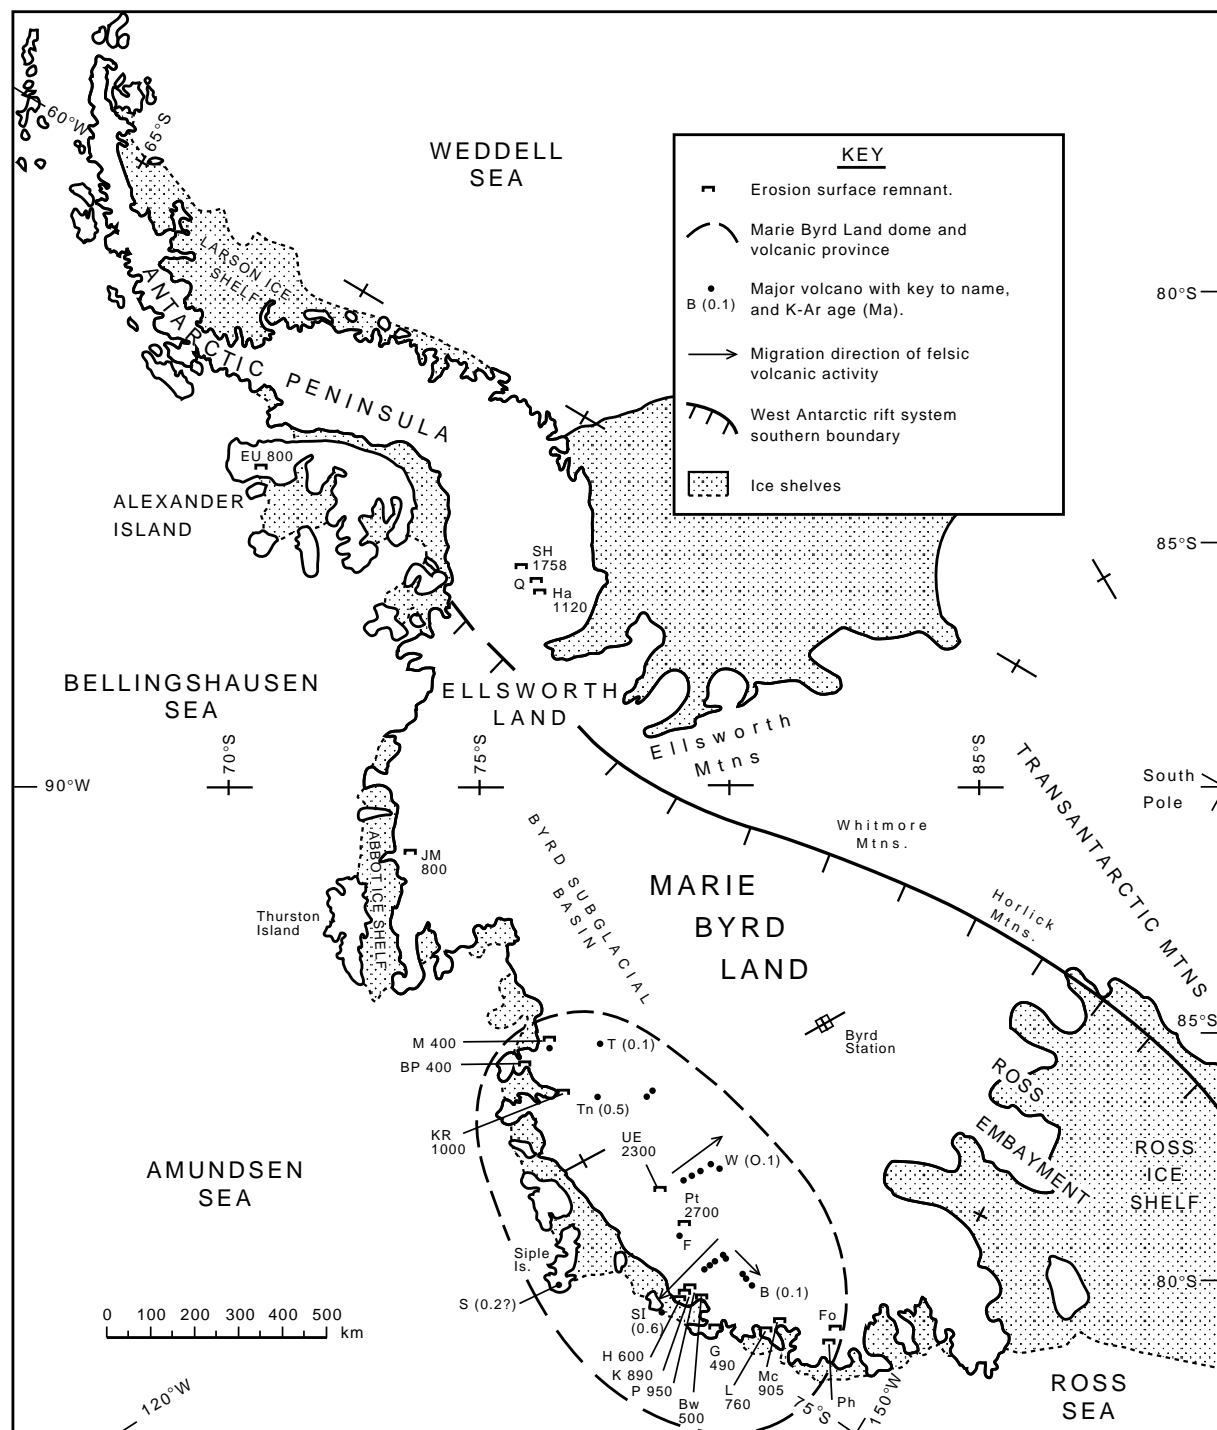 WEDDELL
SEA
60°W
65°S
LARSON ICE
SHELF
ANTARCTIC PENINSULA
KEY
Erosion surface remnant.
Marie Byrd Land dome and
volcanic province
B (0.1)
Major volcano with key to name,
and K-Ar age (Ma).
Migration direction of felsic
volcanic activity
West Antarctic rift system
southern boundary
Ice shelves
80°S
85°S
EU 800
ALEXANDER
ISLAND
SH
1758
Q
Ha
1120
BELLINGSHAUSEN
SEA
ELLSWORTH
LAND
Ellsworth
Mtns
70°S
75°S
85°S
90°W
South
Pole
TRANSANTARCTIC MTNS
Whitmore
Mtns.
Horlick
Mtns.
BYRD SUBGLACIAL
BASIN
MARIE
BYRD
LAND
JM
800
ABBOT ICE SHELF
Thurston
Island
Byrd
Station
85°S
M 400
T (0.1)
BP 400
Tn (0.5)
KR
1000
UE
2300
W (O.1)
Pt
2700
F
ROSS
EMBAYMENT
ROSS
ICE
SHELF
AMUNDSEN
SEA
Siple
Is.
S (0.2?)
SI
(0.6)
B (0.1)
80°S
0 100 200 300 400 500
km
H 600
K 890
P 950
Bw
500
G
490
L
760
Mc
905
Fo
Ph
75°S
150°W
120°W
ROSS
SEA